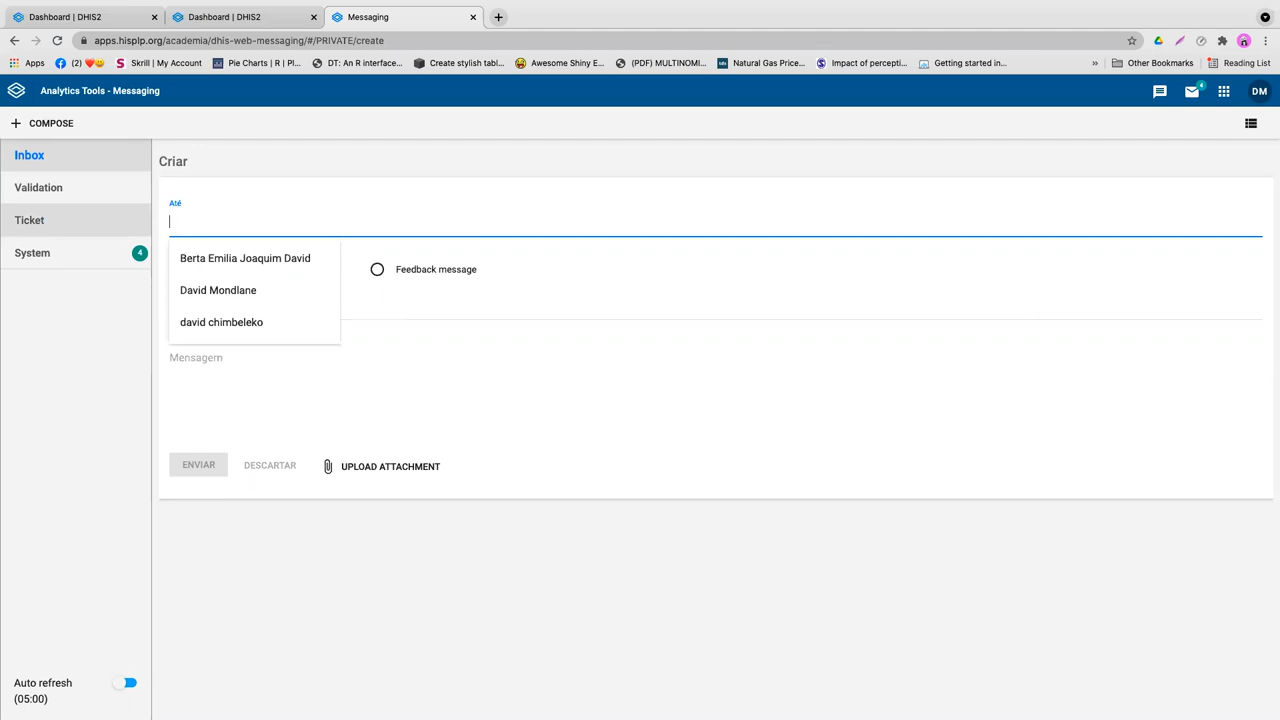 Dashboard | DHIS2
Dashboard | DHIS2
Messaging
apps.hisplp.org/academia/dhis-web-messaging/#/PRIVATE/create
Apps
(2) ❤️😊
Skrill | My Account
Pie Charts | R | Pl...
DT: An R interface...
Create stylish tabl...
Awesome Shiny E...
(PDF) MULTINOMI...
Natural Gas Price...
Impact of percepti...
Getting started in...
»
Other Bookmarks
Reading List
Analytics Tools - Messaging
4
DM
COMPOSE
Inbox
Validation
Ticket
System
4
Criar
Até
Berta Emilia Joaquim David
David Mondlane
david chimbeleko
Feedback message
Mensagem
ENVIAR
DESCARTAR
UPLOAD ATTACHMENT
Auto refresh
(05:00)